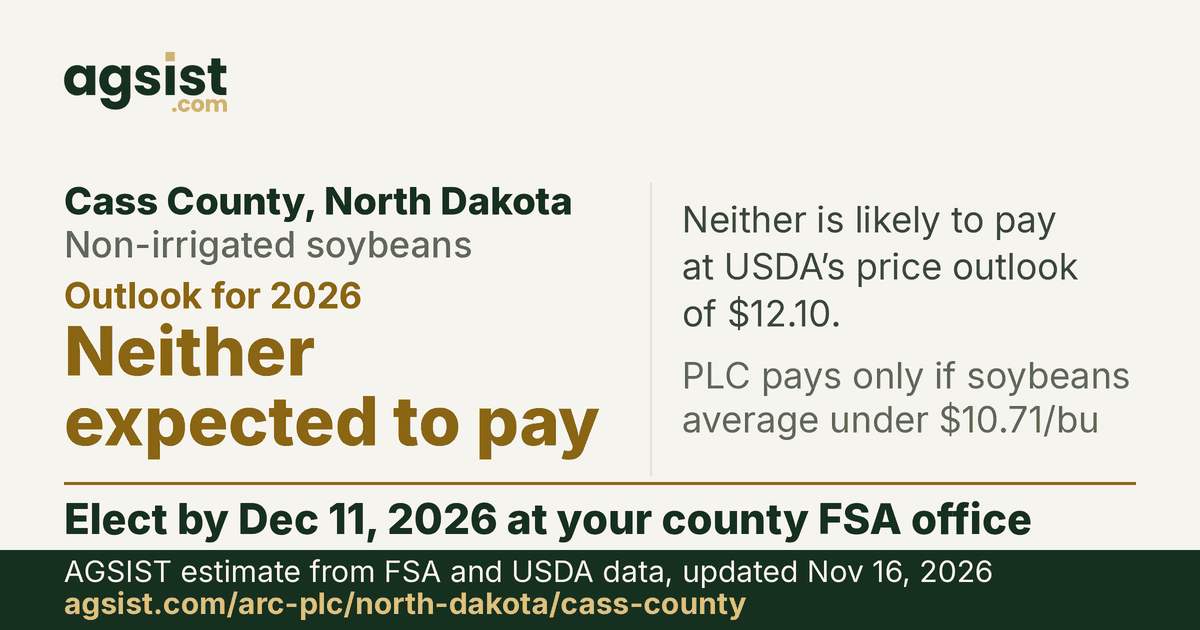 agsist
.com
Cass County, North Dakota
Non-irrigated soybeans
Outlook for 2026
Neither
expected to pay
Neither is likely to pay
at USDA’s price outlook
of $12.10.
PLC pays only if soybeans
average under $10.71/bu
Elect by Dec 11, 2026 at your county FSA office
AGSIST estimate from FSA and USDA data, updated Nov 16, 2026
agsist.com/arc-plc/north-dakota/cass-county